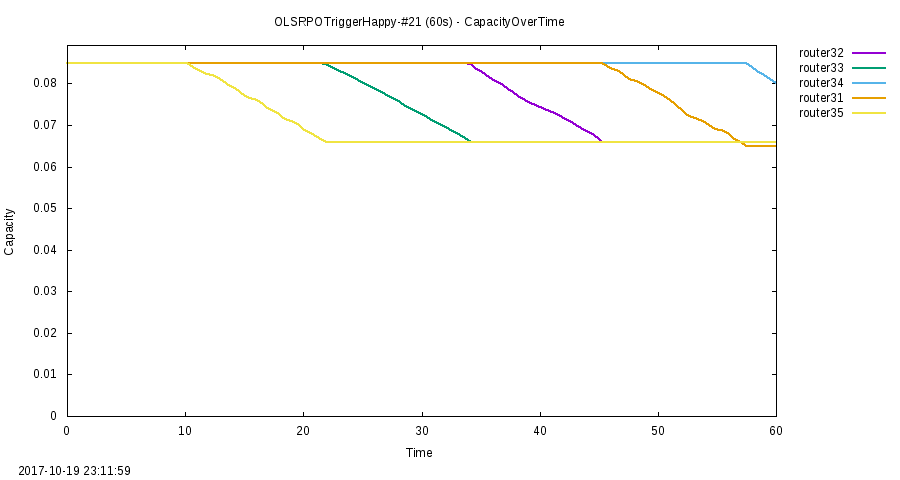 OLSRPOTriggerHappy-#21 (60s) - CapacityOverTime
router32
router33
router34
router31
router35
0.08
0.07
0.06
0.05
0.04
0.03
0.02
0.01
0
Capacity
0 10 20 30 40 50 60
Time
2017-10-19 23:11:59